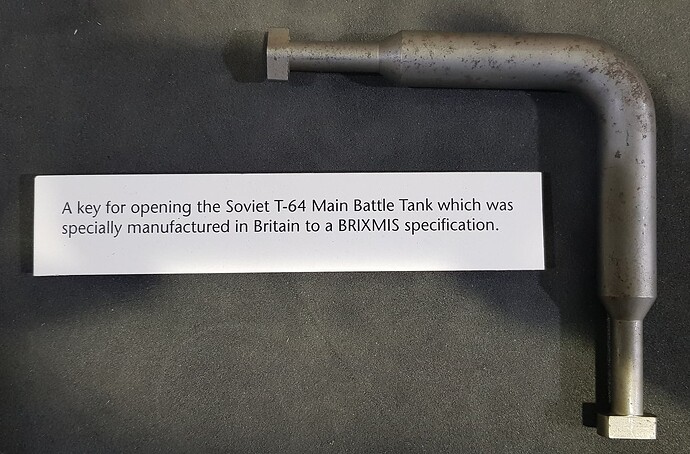 A key for opening the Soviet T-64 Main Battle Tank which was
specially manufactured in Britain to a BRIXMIS specification.